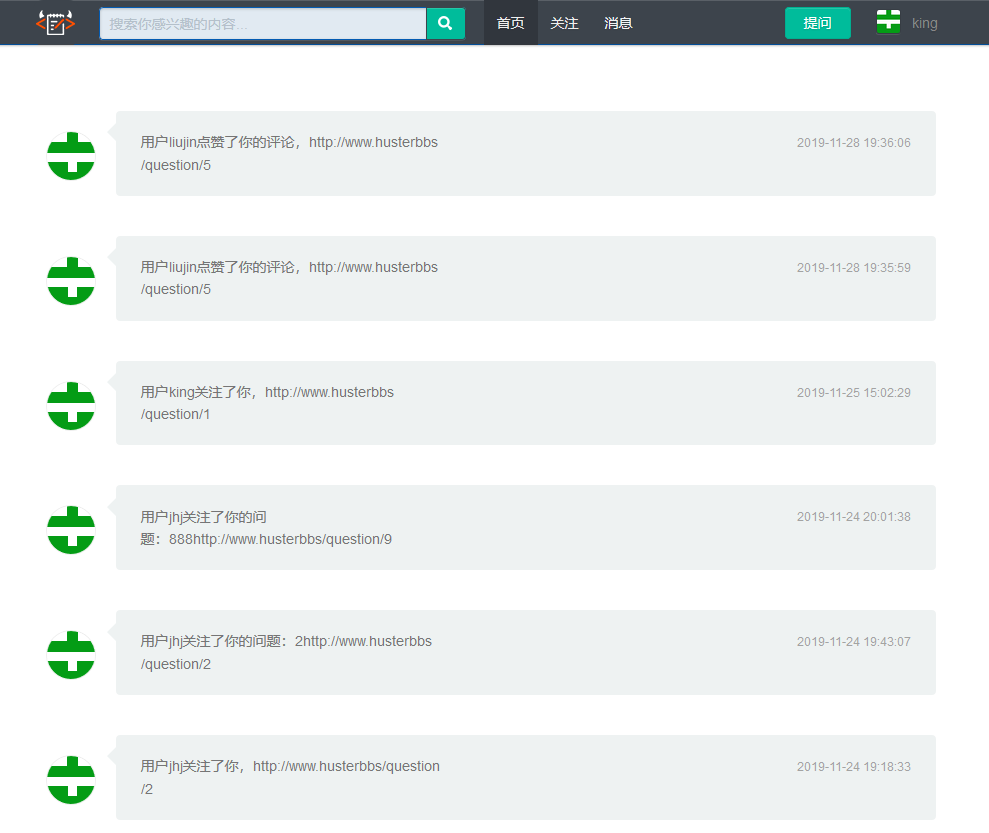 搜索你感兴趣的内容...
首页
关注
消息
提问
king
用户liujin点赞了你的评论，http://www.husterbbs
/question/5
2019-11-28 19:36:06
用户liujin点赞了你的评论，http://www.husterbbs
/question/5
2019-11-28 19:35:59
用户king关注了你，http://www.husterbbs
/question/1
2019-11-25 15:02:29
用户jhj关注了你的问
题：888http://www.husterbbs/question/9
2019-11-24 20:01:38
用户jhj关注了你的问题：2http://www.husterbbs
/question/2
2019-11-24 19:43:07
用户jhj关注了你，http://www.husterbbs/question
/2
2019-11-24 19:18:33